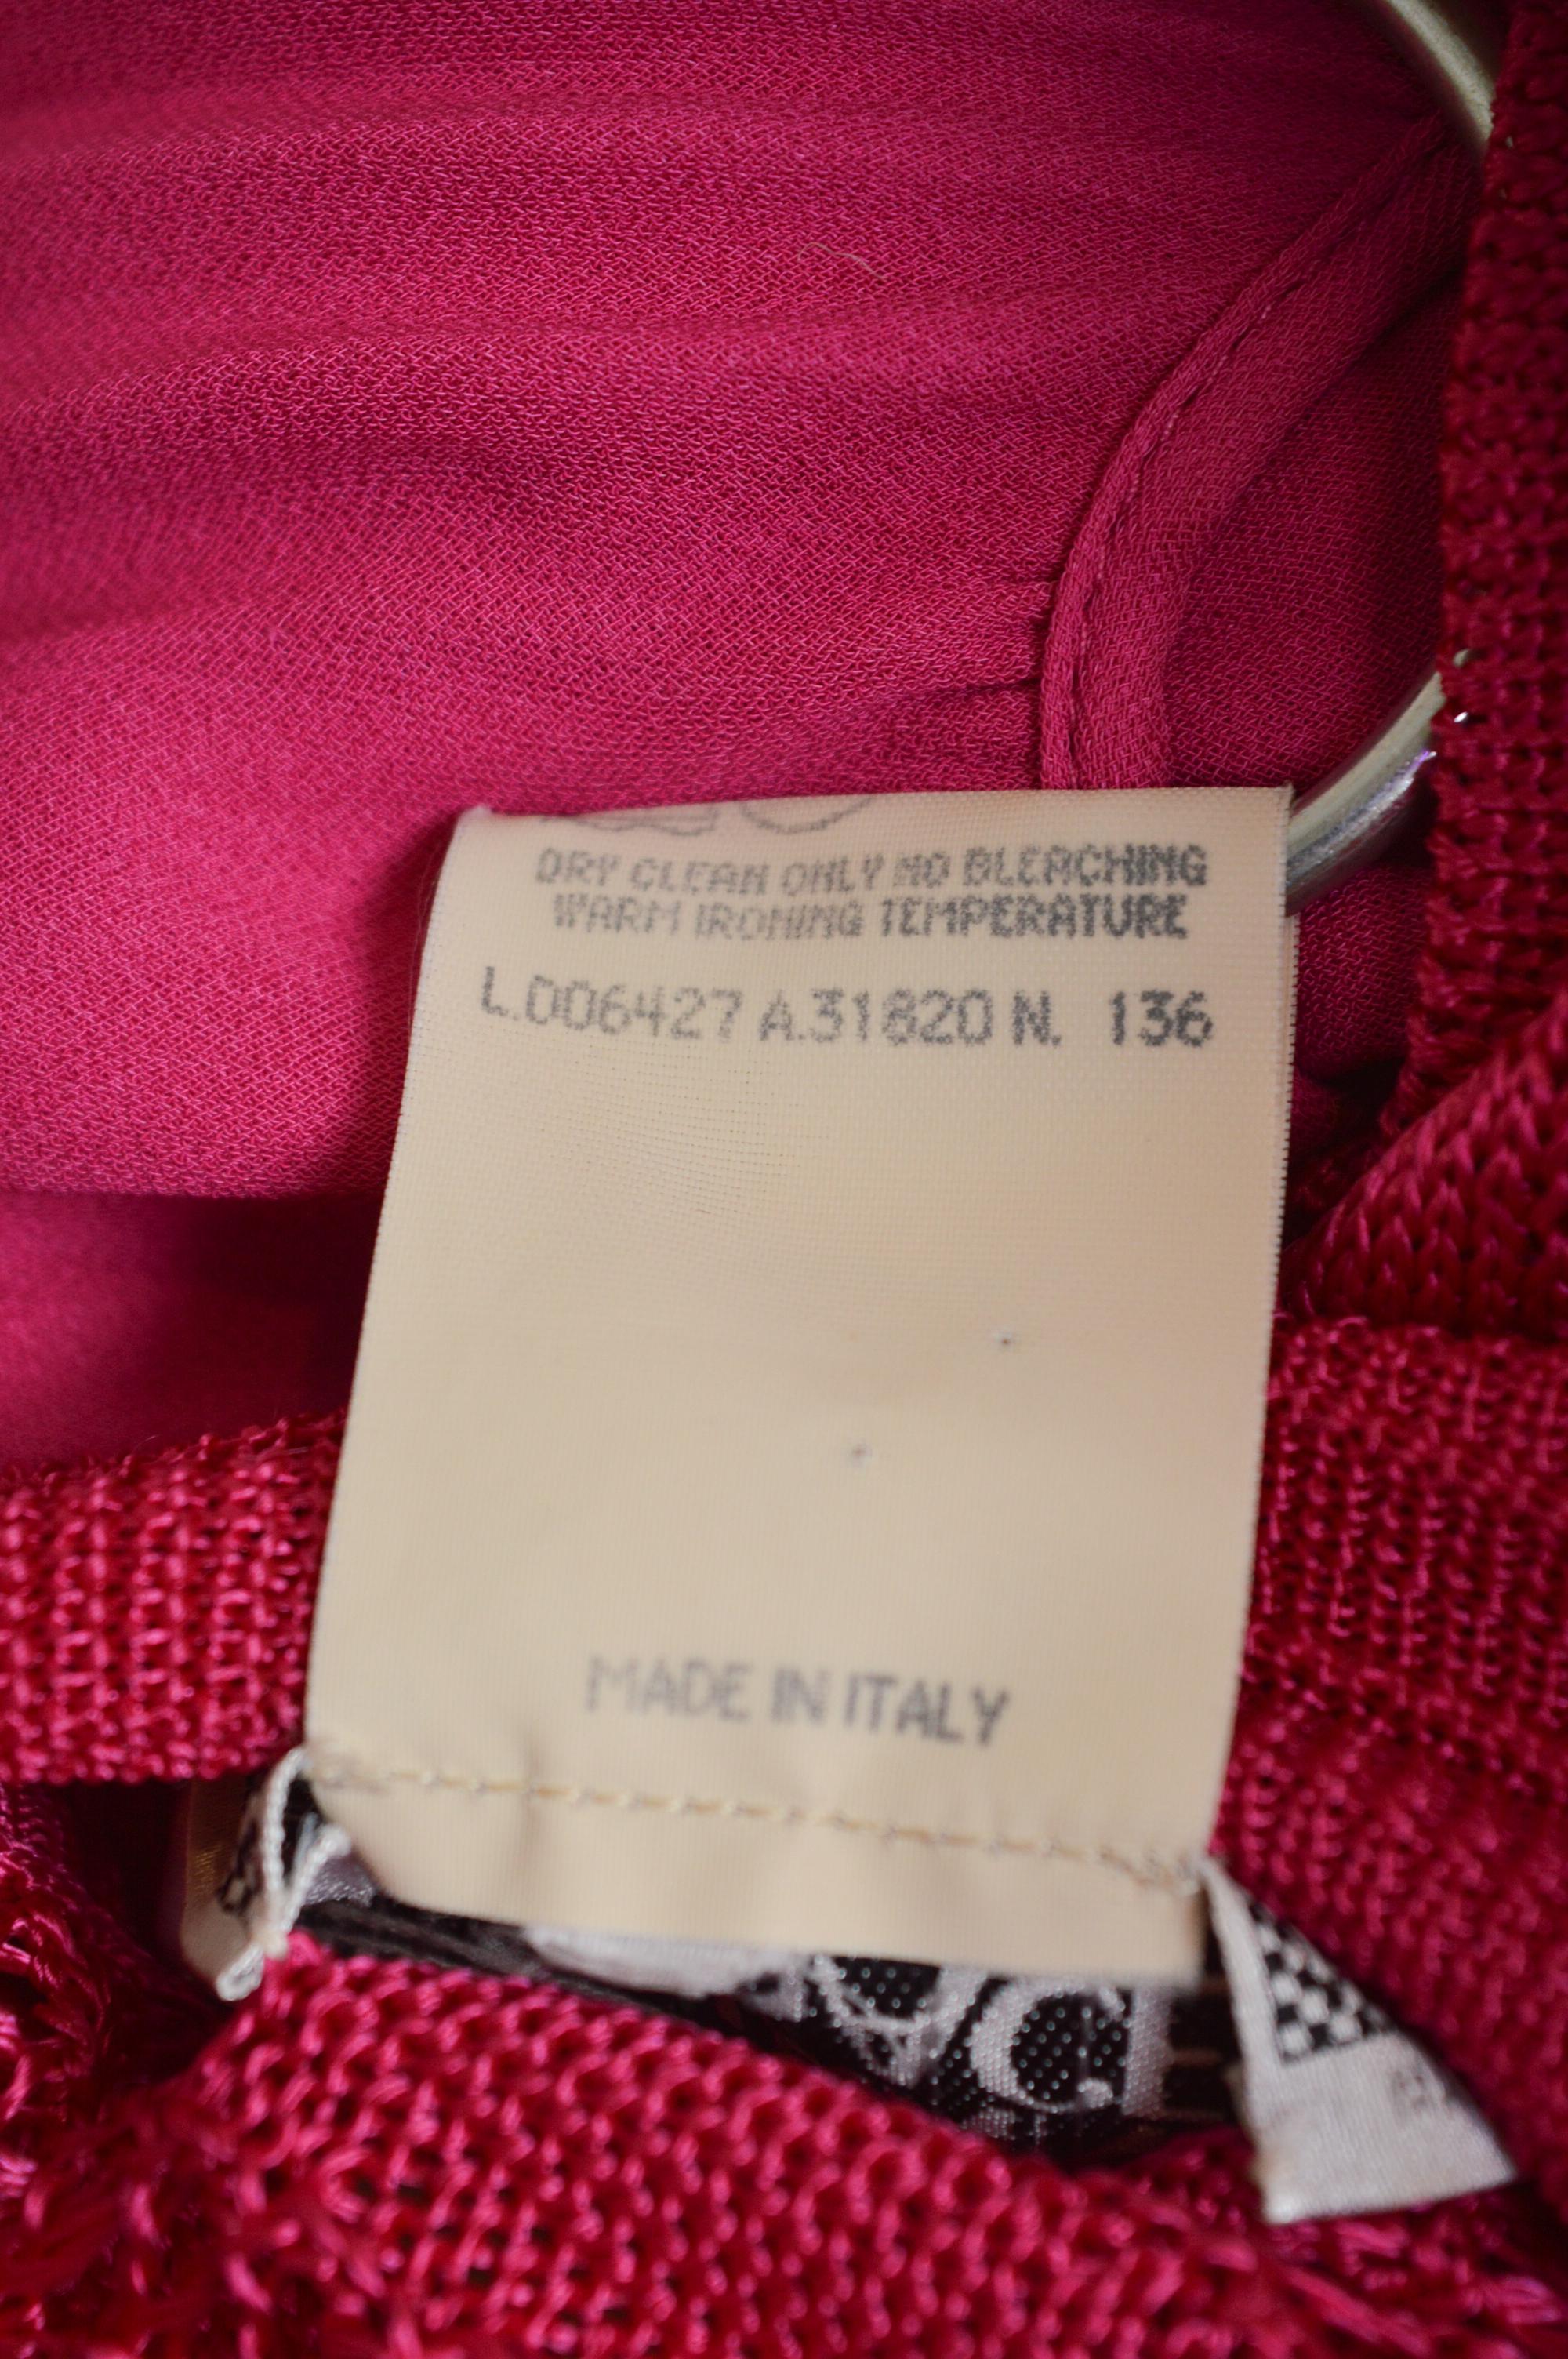 DRY CLEAN ONLY NO BLEACHING
WARM IRONING TEMPERATURE
L.006427 A.31820 N. 136
MADE IN ITALY